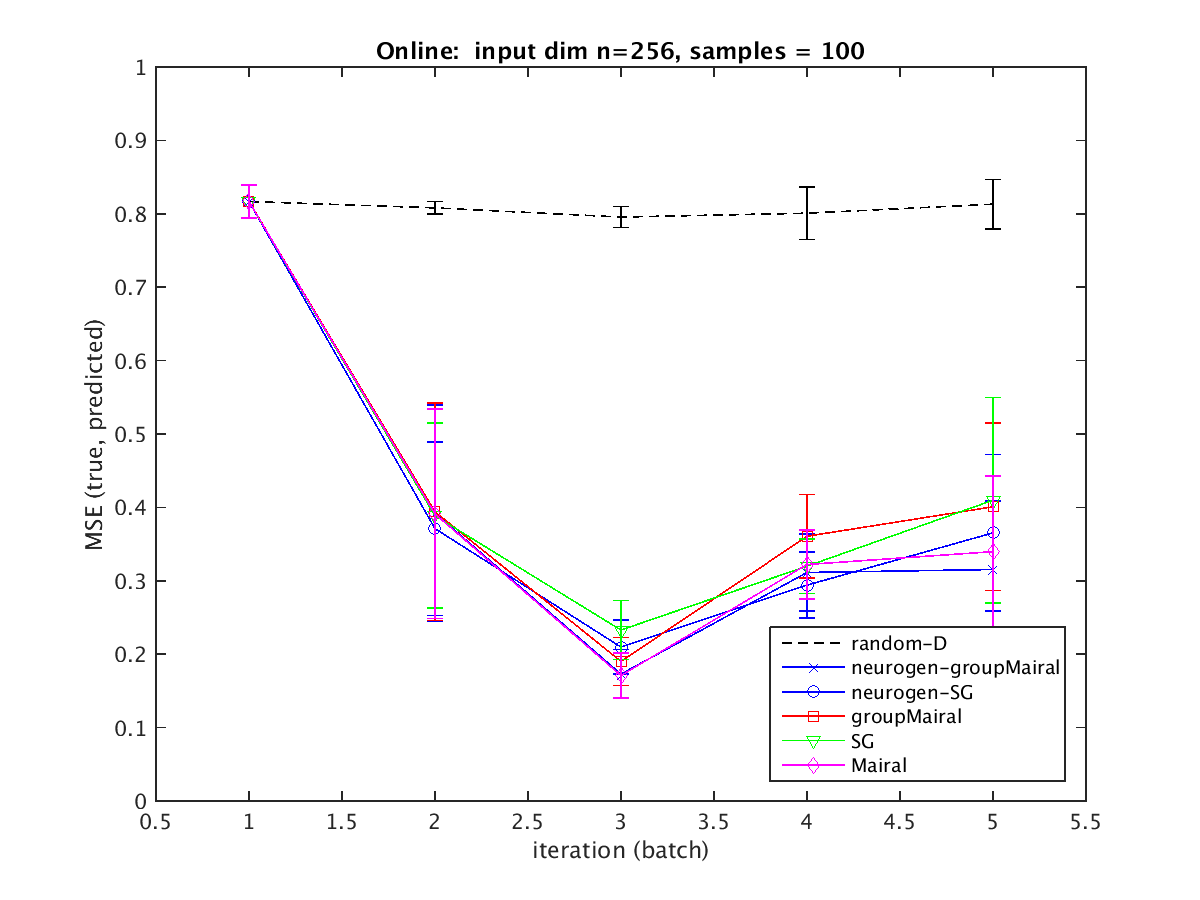 Online:  input dim n=256, samples = 100
1
0.9
0.8
0.7
0.6
0.5
0.4
0.3
0.2
0.1
0
MSE (true, predicted)
random-D
neurogen-groupMairal
neurogen-SG
groupMairal
SG
Mairal
0.5 1 1.5 2 2.5 3 3.5 4 4.5 5 5.5
iteration (batch)